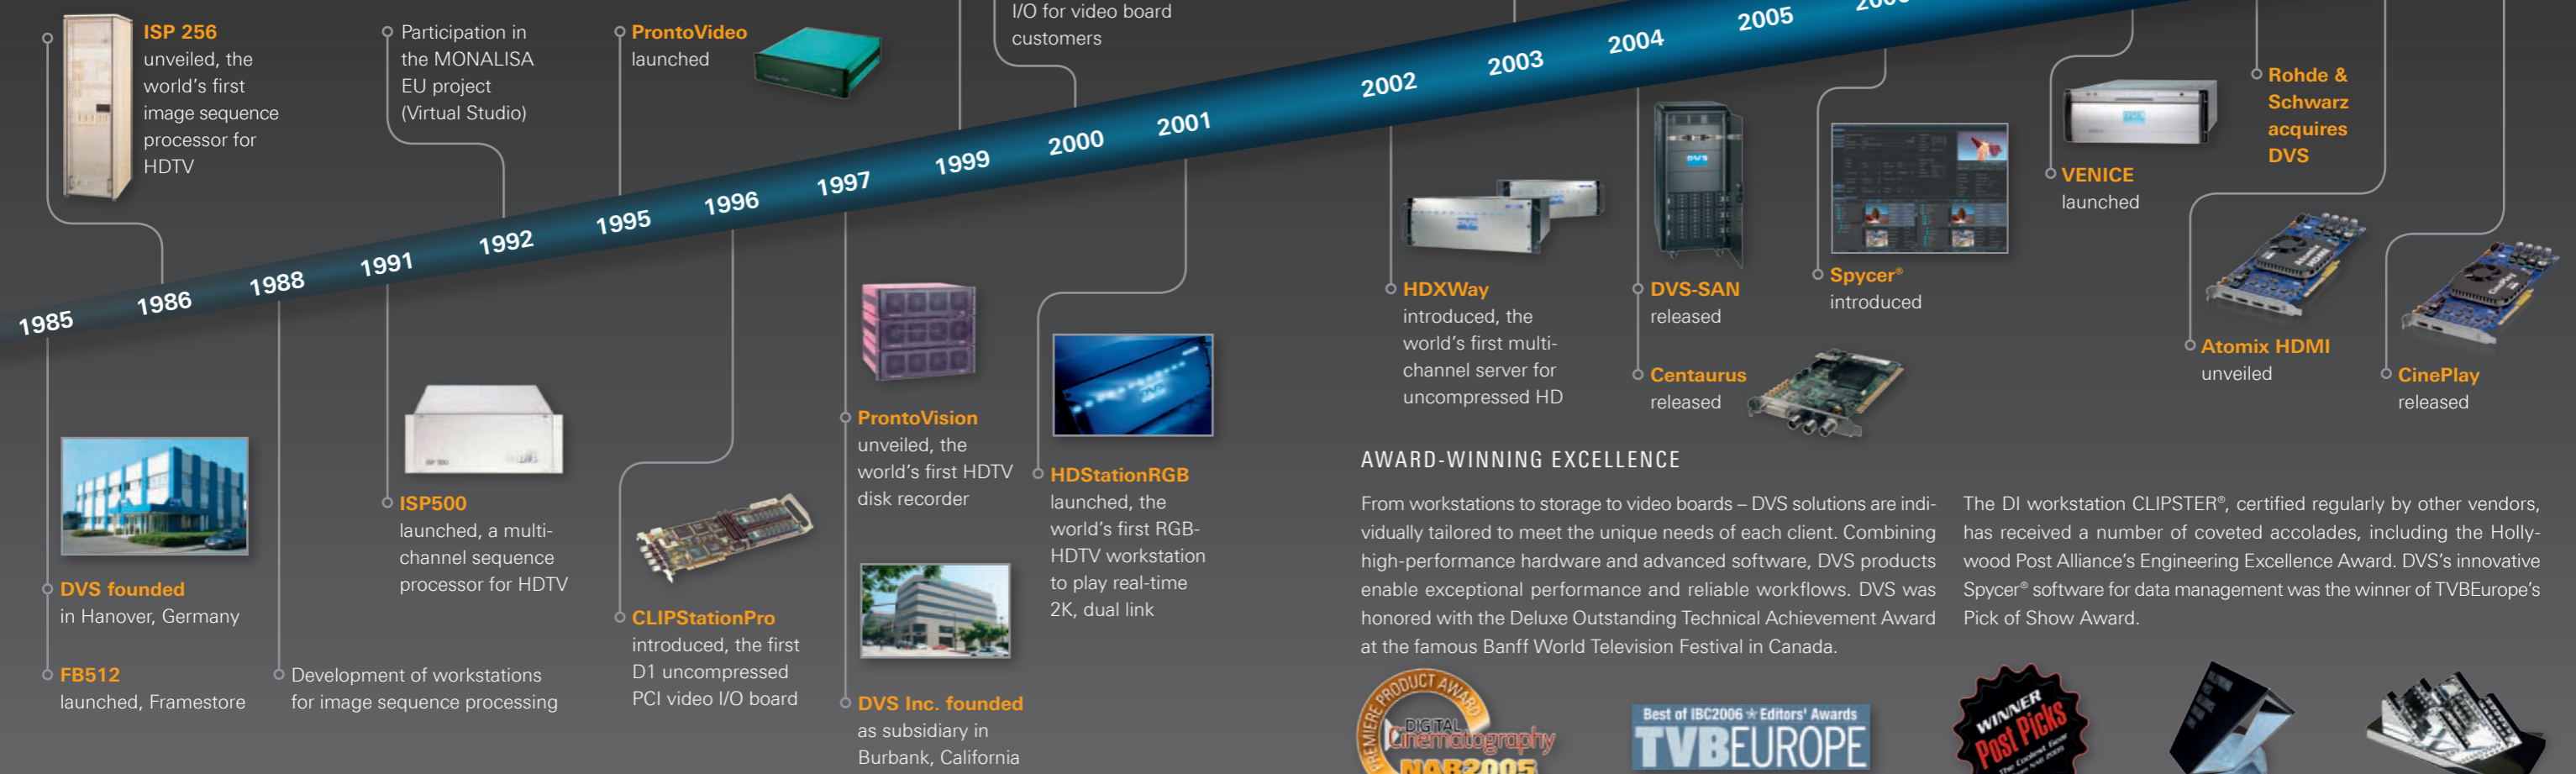 I/O for video board
customers
ISP 256
unveiled, the
world's first
image sequence
processor for
HDTV
Participation in
the MONALISA
EU project
(Virtual Studio)
ProntoVideo
launched
1985
1986
1988
1991
1992
1995
1996
1997
1999
2000
2001
2002
2003
2004
2005
DVS founded
in Hanover, Germany
FB512
launched, Framestore
Development of workstations
for image sequence processing
ISP500
launched, a multi-
channel sequence
processor for HDTV
CLIPStationPro
introduced, the first
D1 uncompressed
PCI video I/O board
ProntoVision
unveiled, the
world's first HDTV
disk recorder
DVS Inc. founded
as subsidiary in
Burbank, California
HDStationRGB
launched, the
world's first RGB-
HDTV workstation
to play real-time
2K, dual link
HDXWay
introduced, the
world's first multi-
channel server for
uncompressed HD
DVS
DVS-SAN
released
Centaurus
released
Spycer®
introduced
VENICE
launched
Rohde &
Schwarz
acquires
DVS
Atomix
HDMI
Atomix HDMI
unveiled
CinePlay
CinePlay
released
AWARD-WINNING EXCELLENCE
From workstations to storage to video boards – DVS solutions are indi-
vidually tailored to meet the unique needs of each client. Combining
high-performance hardware and advanced software, DVS products
enable exceptional performance and reliable workflows. DVS was
honored with the Deluxe Outstanding Technical Achievement Award
at the famous Banff World Television Festival in Canada.
The DI workstation CLIPSTER®, certified regularly by other vendors,
has received a number of coveted accolades, including the Holly-
wood Post Alliance's Engineering Excellence Award. DVS's innovative
Spycer® software for data management was the winner of TVBEurope's
Pick of Show Award.
PREMIERE PRODUCT AWARD
DIGITAL
Cinematography
NAB2005
Best of IBC2006 ★ Editors' Awards
TVBEUROPE
WINNER
Post Picks
The Coolest Gear
from NAB 2009